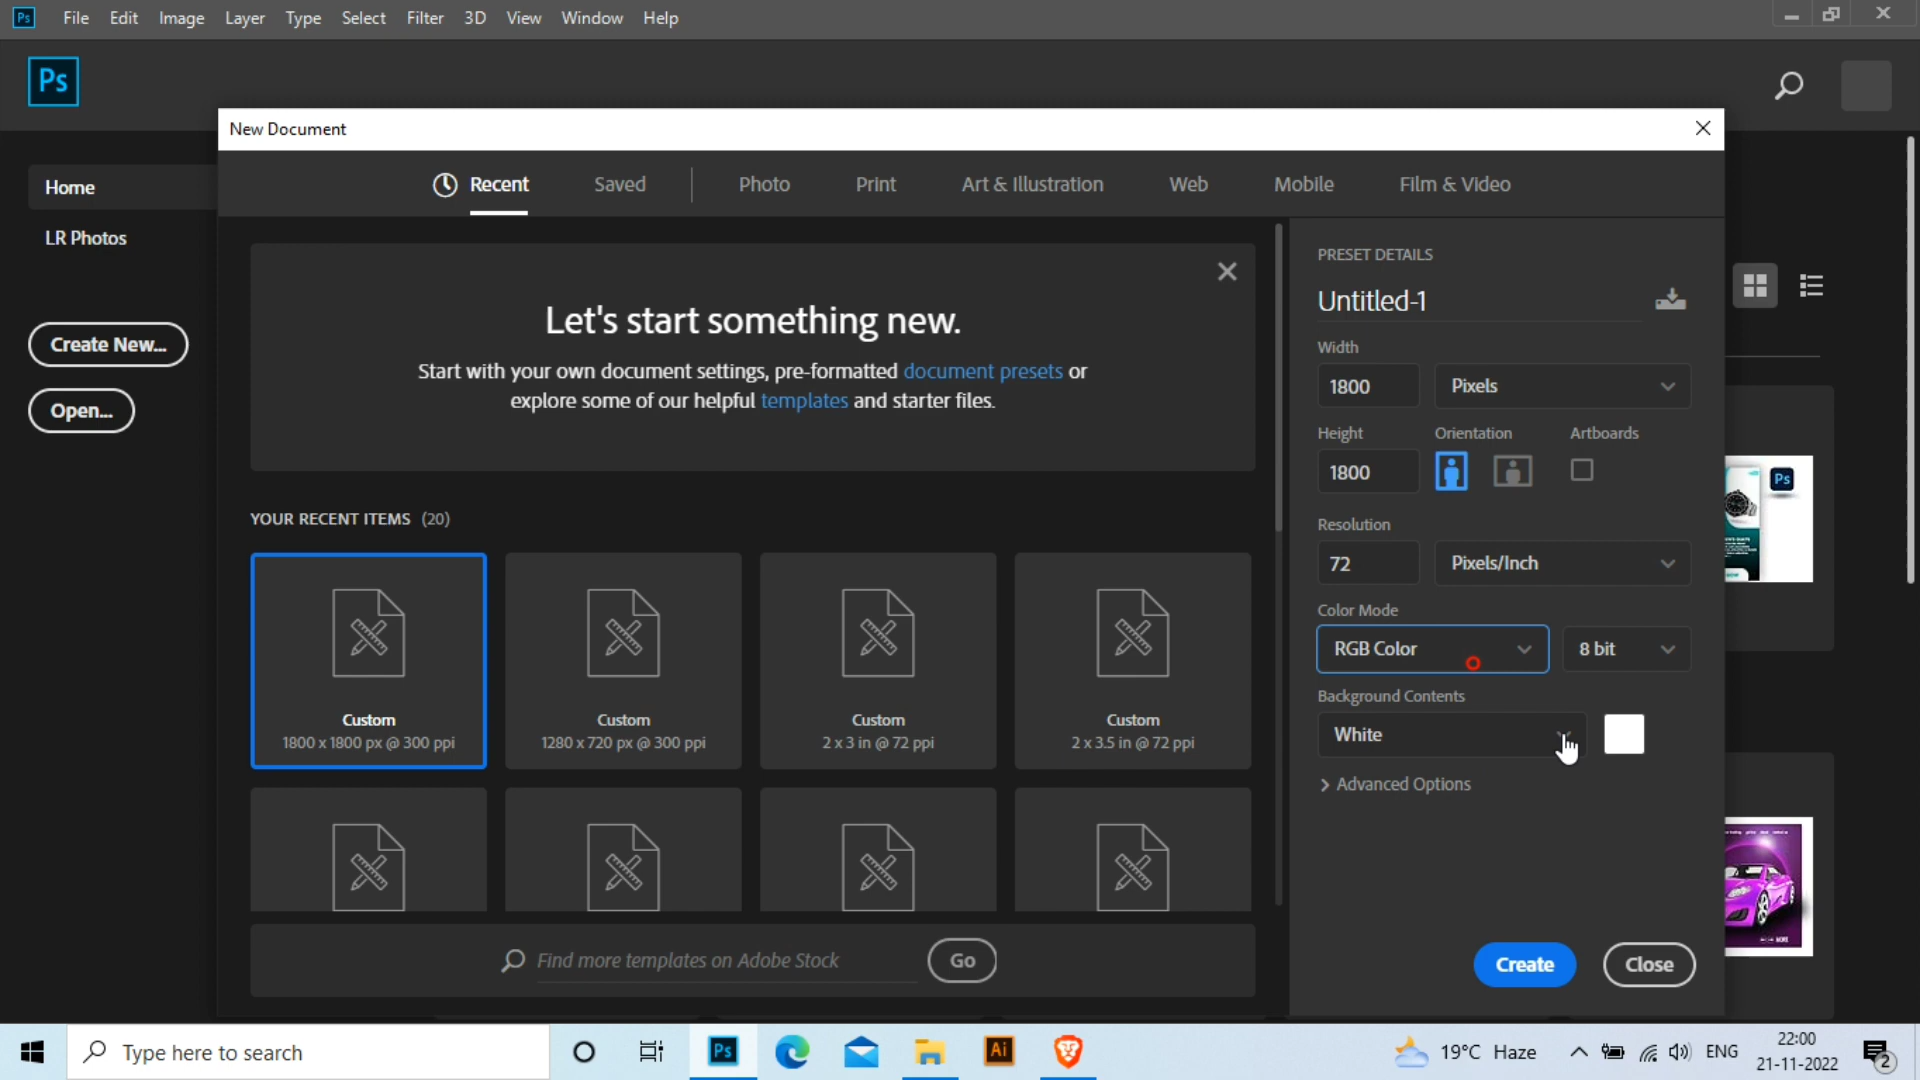 Ps File Edit Image Layer Type Select Filter 3D View Window Help
Ps
New Document
Home
LR Photos
Create New...
Open...
Recent Saved Photo Print Art & Illustration Web Mobile Film & Video
Let's start something new.
Start with your own document settings, pre-formatted document presets or
explore some of our helpful templates and starter files.
YOUR RECENT ITEMS (20)
Custom
1800 x 1800 px @ 300 ppi
Custom
1280 x 720 px @ 300 ppi
Custom
2 x 3 in @ 72 ppi
Custom
2 x 3.5 in @ 72 ppi
Find more templates on Adobe Stock
Go
PRESET DETAILS
Untitled-1
Width
1800 Pixels
Height Orientation Artboards
1800
Resolution
72 Pixels/Inch
Color Mode
RGB Color 8 bit
Background Contents
White
Advanced Options
Create Close
Ps
Type here to search
Ps
Ai
19°C Haze
ENG
22:00
21-11-2022
2